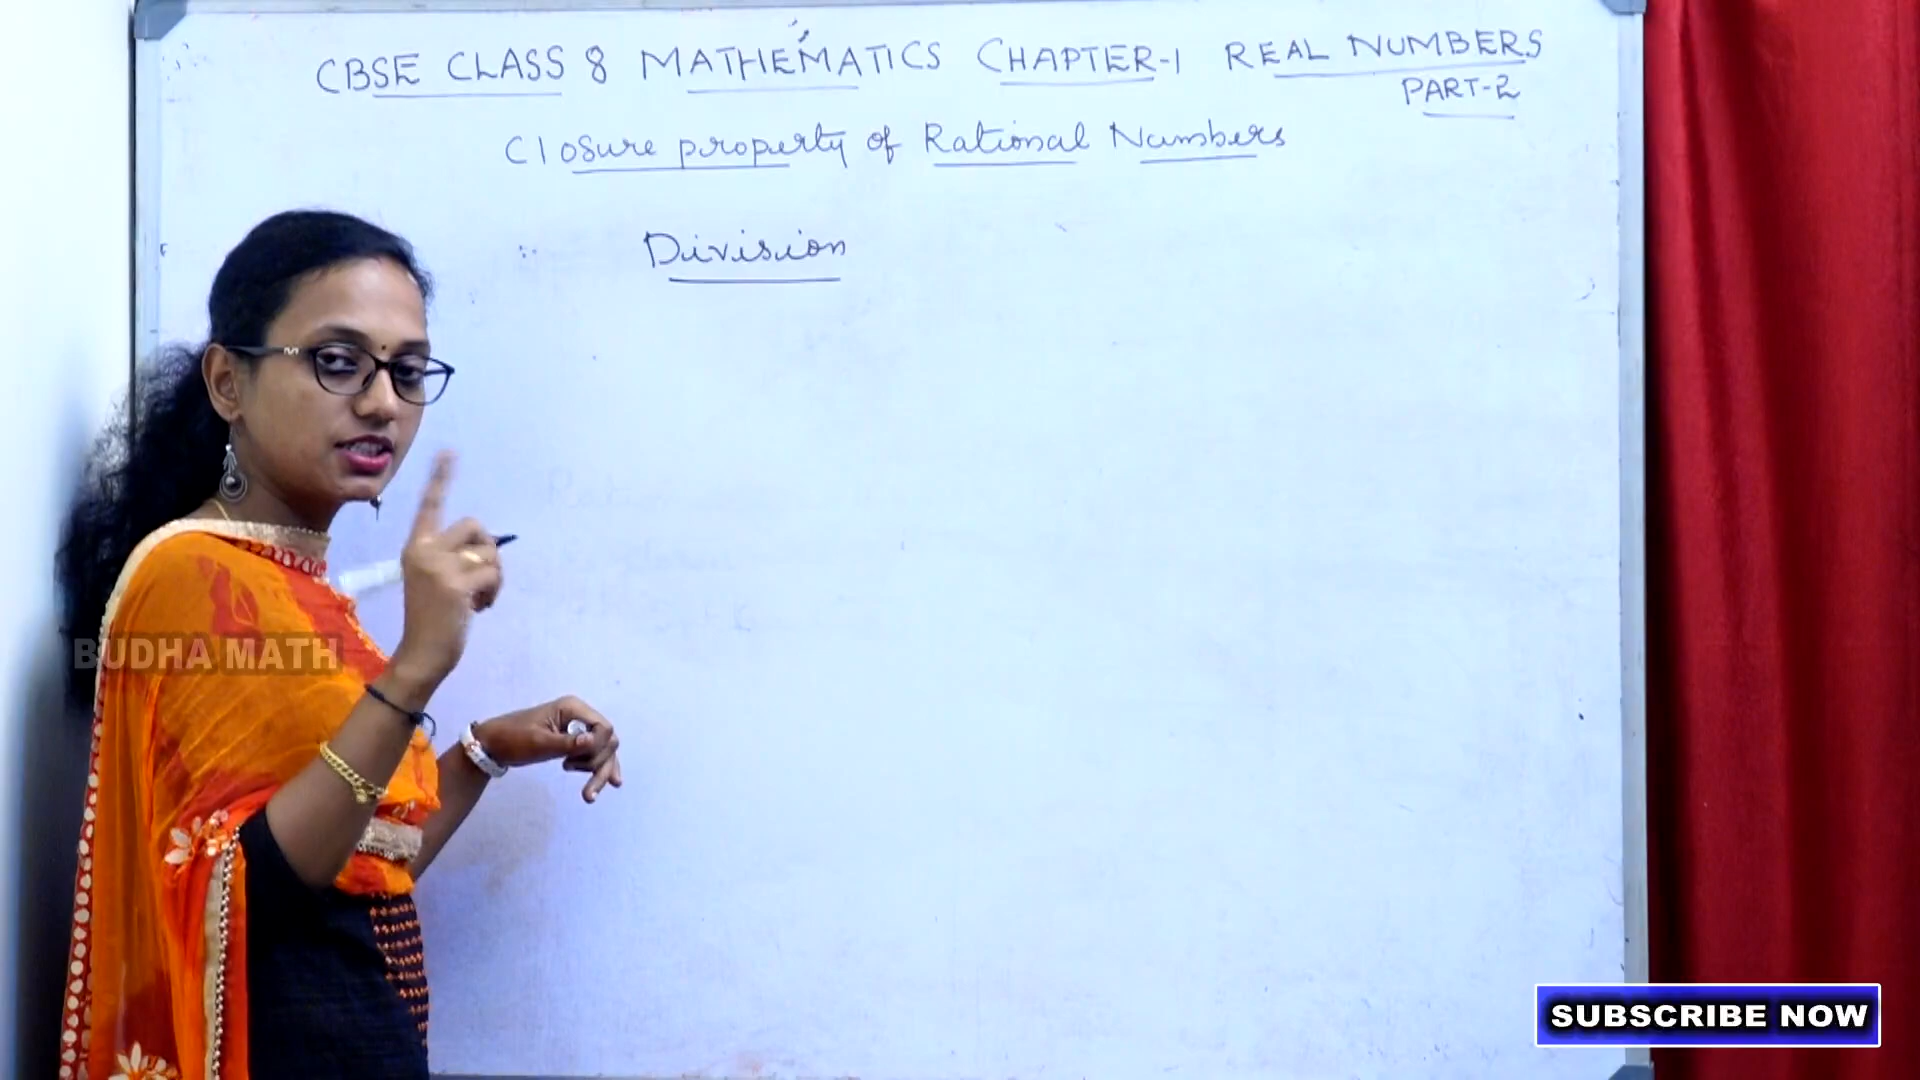 CBSE CLASS 8 MATHEMATICS CHAPTER-1 REAL NUMBERS
PART-2
Closure property of Rational Numbers
Division
BUDHA MATH
SUBSCRIBE NOW